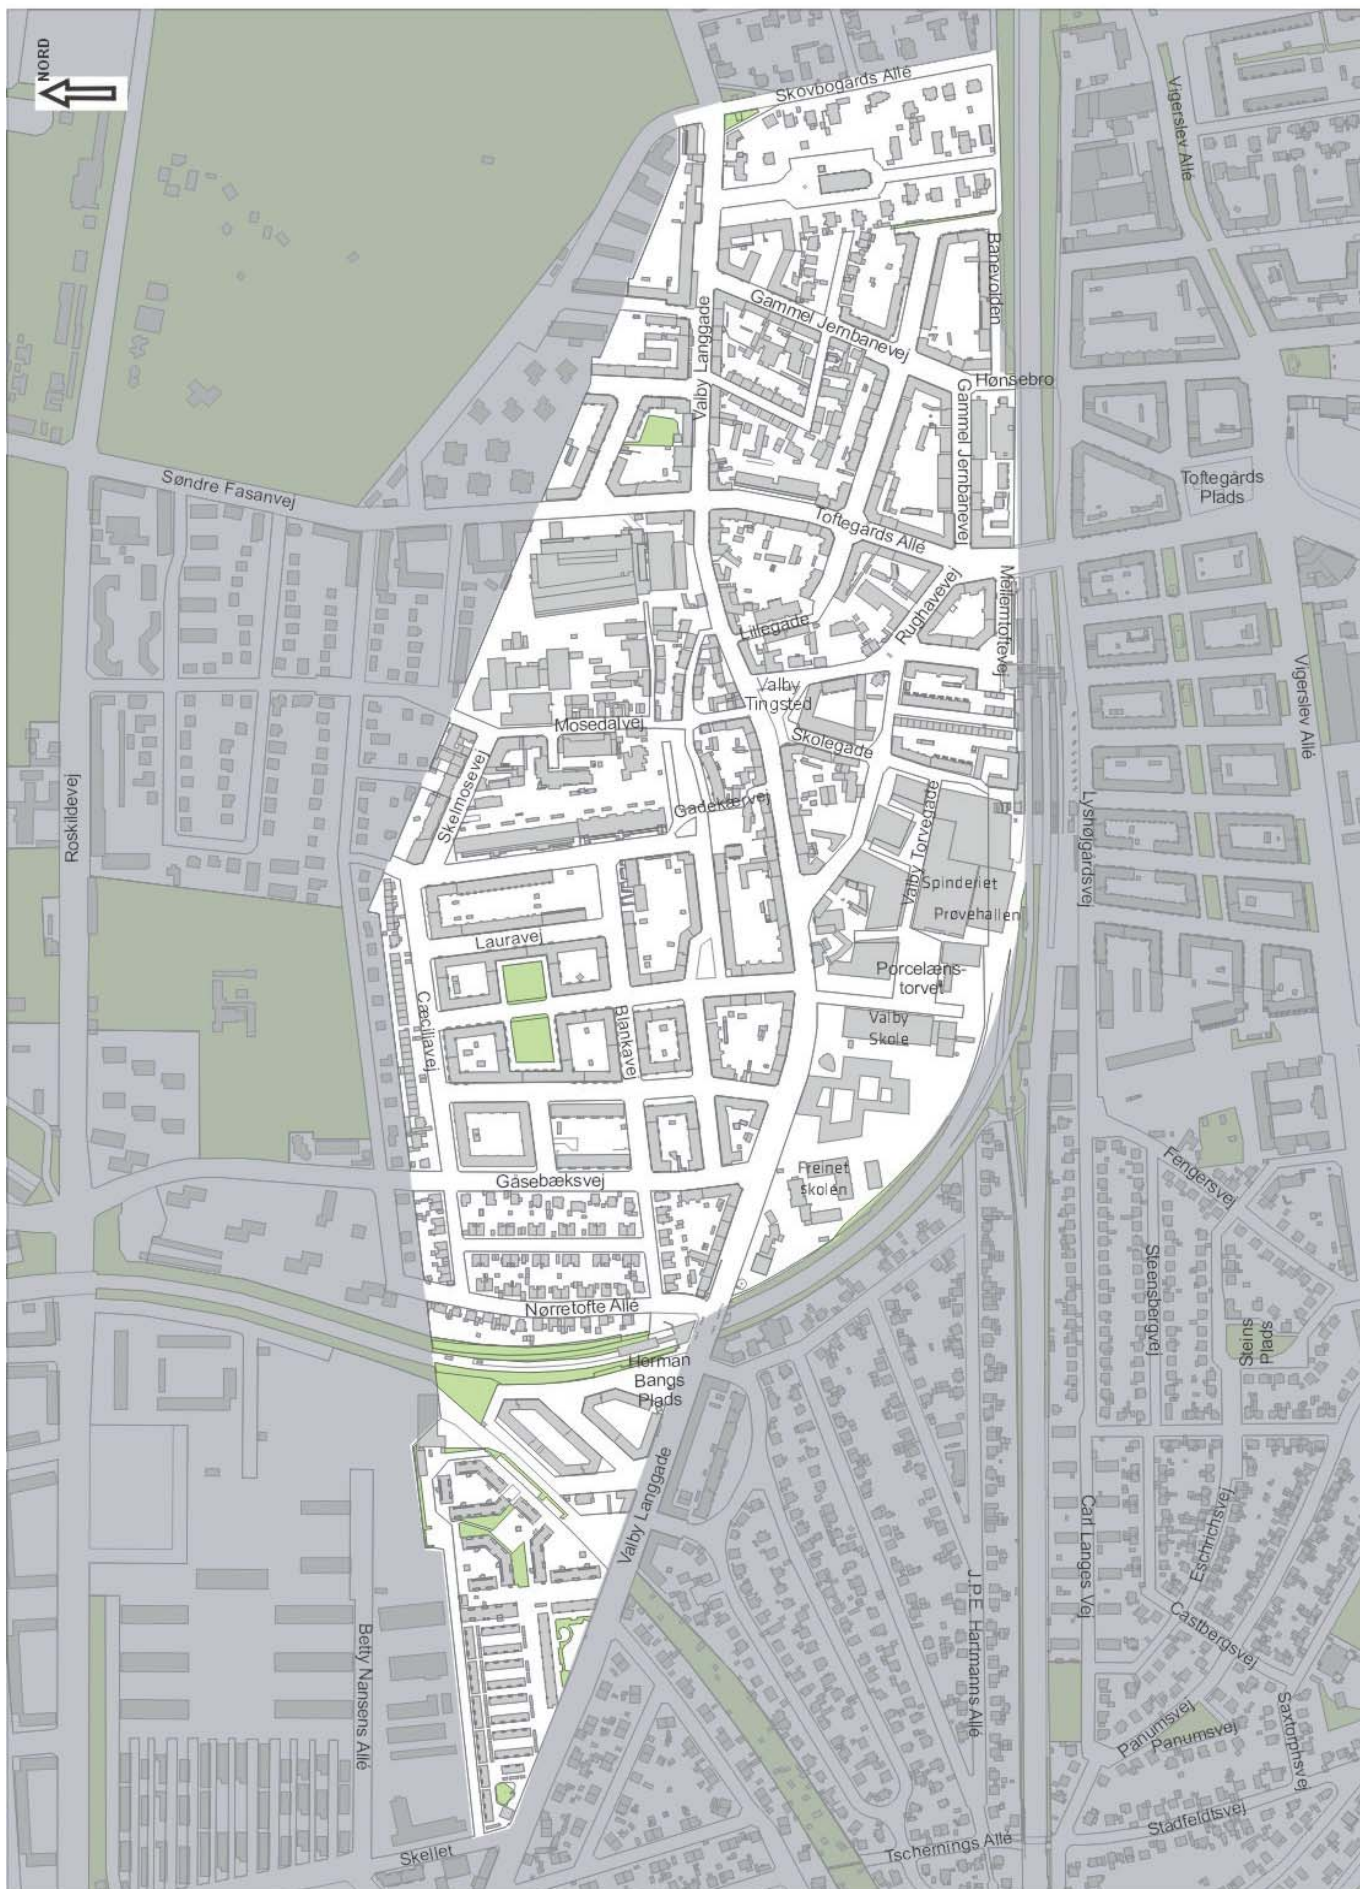 NORD
Skovbogårds Allé
Vigerslev Allé
Banevolden
Gammel Jernbanevej
Valby Langgade
Hønsebro
Gammel Jernbaneve
Søndre Fasanvej
Toftegårds
Plads
Toftegårds Allé
Mellemtoftevej
Rughavevej
Lillegade
Valby
Tingsted
Mosedalvej
Skolegade
Vigerslev Allé
Roskildevej
Skelmosevej
Gadekærvej
Valby Torvegade
Lyshøjgårdsvej
Spinderiet
Prøvehallen
Lauravej
Porcelæns-
torvet
Cæciliavej
Blankavej
Valby
Skole
Gåsebæksvej
Freinet
skolen
Fengersvej
Steensbergvej
Nørretofte Allé
Steins
Plads
Herman
Bangs
Plads
Valby Langgade
Carl Langes Vej
Eschrichsvej
J.P.E. Hartmanns Allé
Castbergsvej
Betty Nansens Allé
Panumsvej
Panumsvej
Saxtorphsvej
Stadfeldtsvej
Tschernings Allé
Skellet